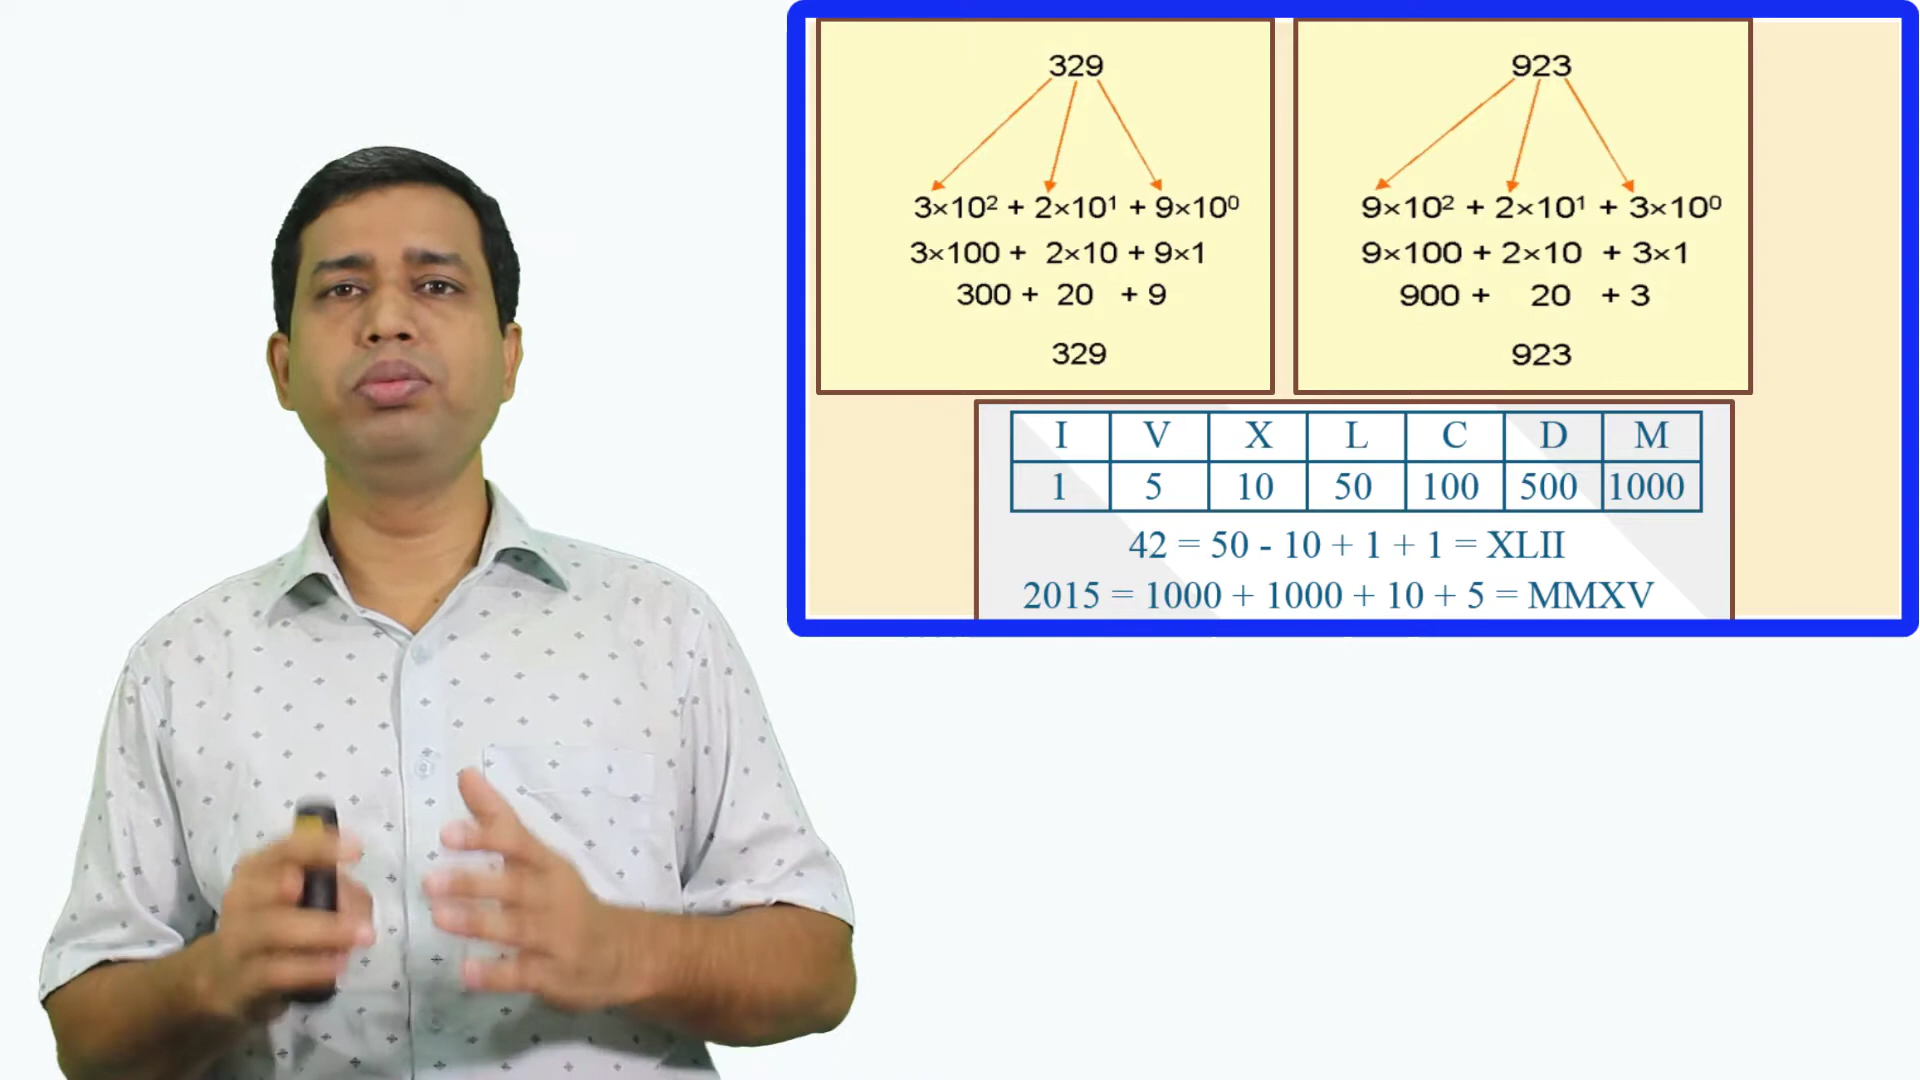 329
3×10² + 2×10¹ + 9×10⁰
3×100 + 2×10 + 9×1
300 + 20 + 9
329
923
9×10² + 2×10¹ + 3×10⁰
9×100 + 2×10 + 3×1
900 + 20 + 3
923
I V X L C D M
1 5 10 50 100 500 1000
42 = 50 - 10 + 1 + 1 = XLII
2015 = 1000 + 1000 + 10 + 5 = MMXV